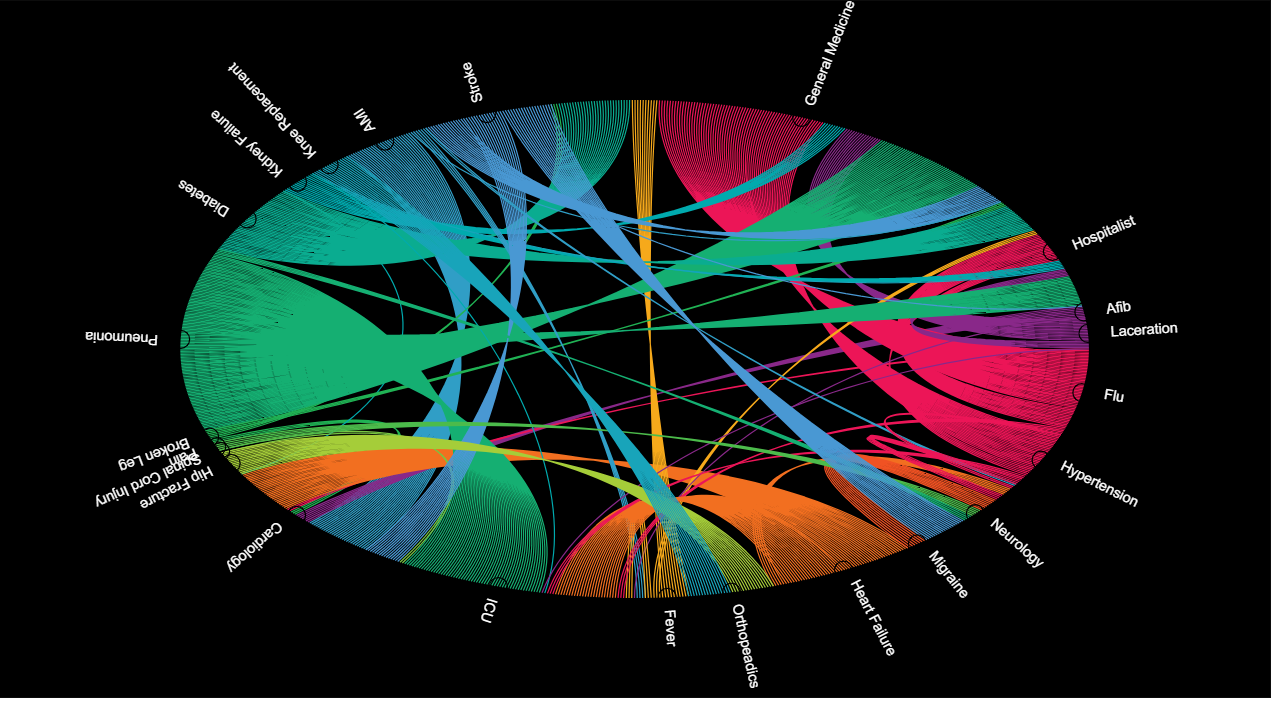 General Medicine
Hospitalist
Afib
Laceration
Flu
Hypertension
Neurology
Migraine
Heart Failure
Orthopeadics
Fever
ICU
Cardiology
Hip Fracture
Spinal Cord Injury
Broken Leg
Pneumonia
Diabetes
Kidney Failure
Knee Replacement
AMI
Stroke